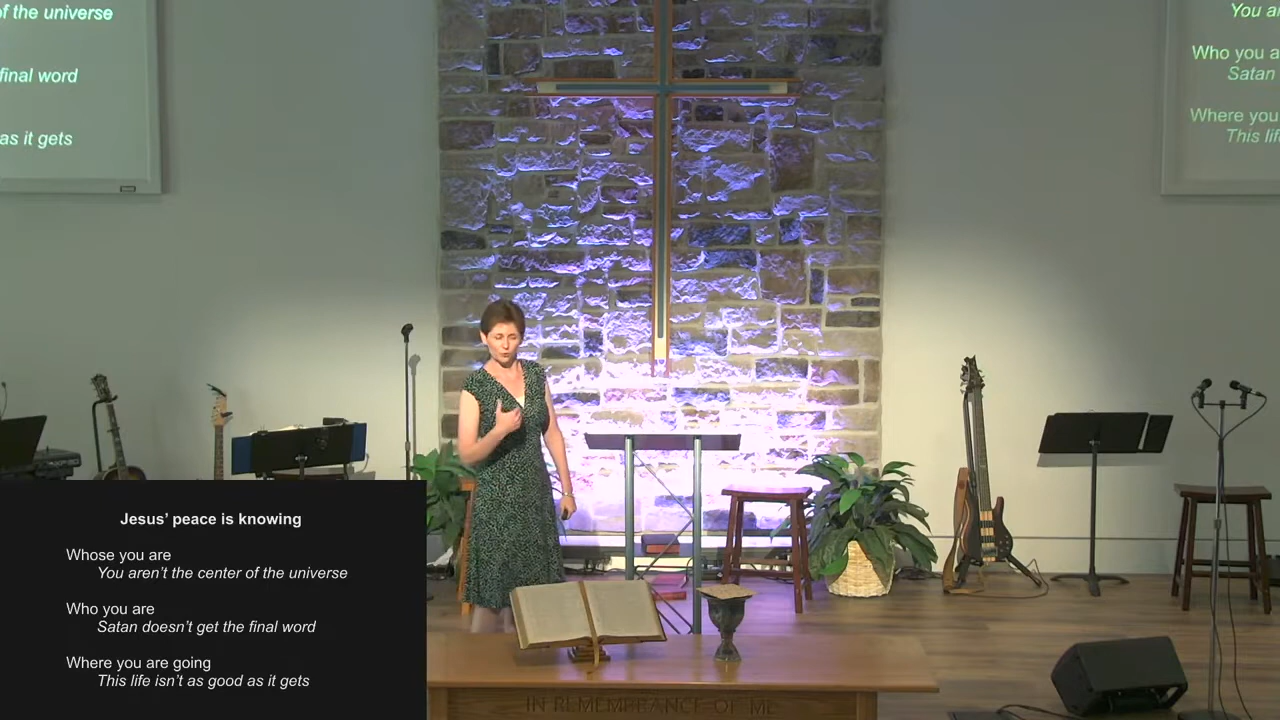 of the universe
final word
as it gets
You
Who you a
Satan
Where you
This
Jesus' peace is knowing
Whose you are
You aren't the center of the universe
Who you are
Satan doesn't get the final word
Where you are going
This life isn't as good as it gets
IN REMEMBRANCE OF ME